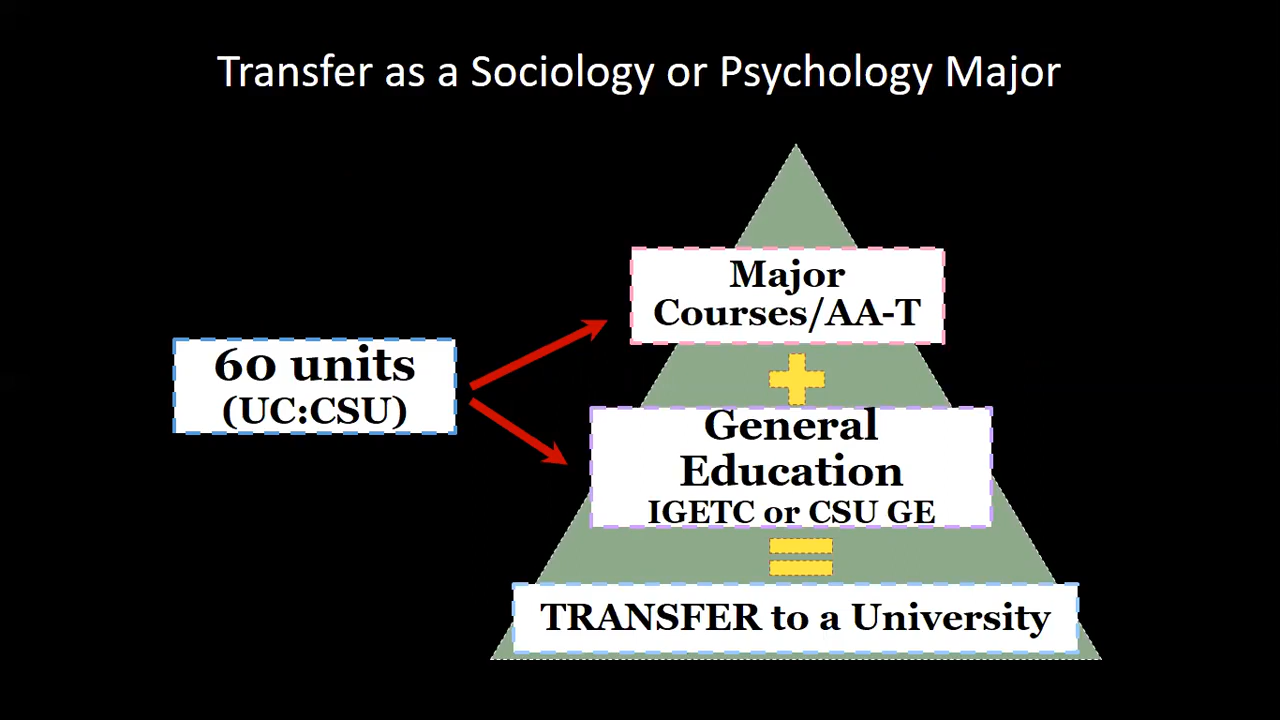 Transfer as a Sociology or Psychology Major
Major
Courses/AA-T
60 units
(UC:CSU)
General
Education
IGETC or CSU GE
TRANSFER to a University